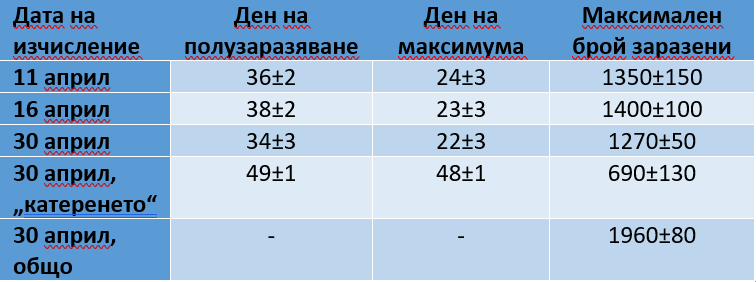 Дата на изчисление Ден на полузаразяване Ден на максимума Максимален брой заразени
11 април 36±2 24±3 1350±150
16 април 38±2 23±3 1400±100
30 април 34±3 22±3 1270±50
30 април, „катеренето“ 49±1 48±1 690±130
30 април, общо - - 1960±80